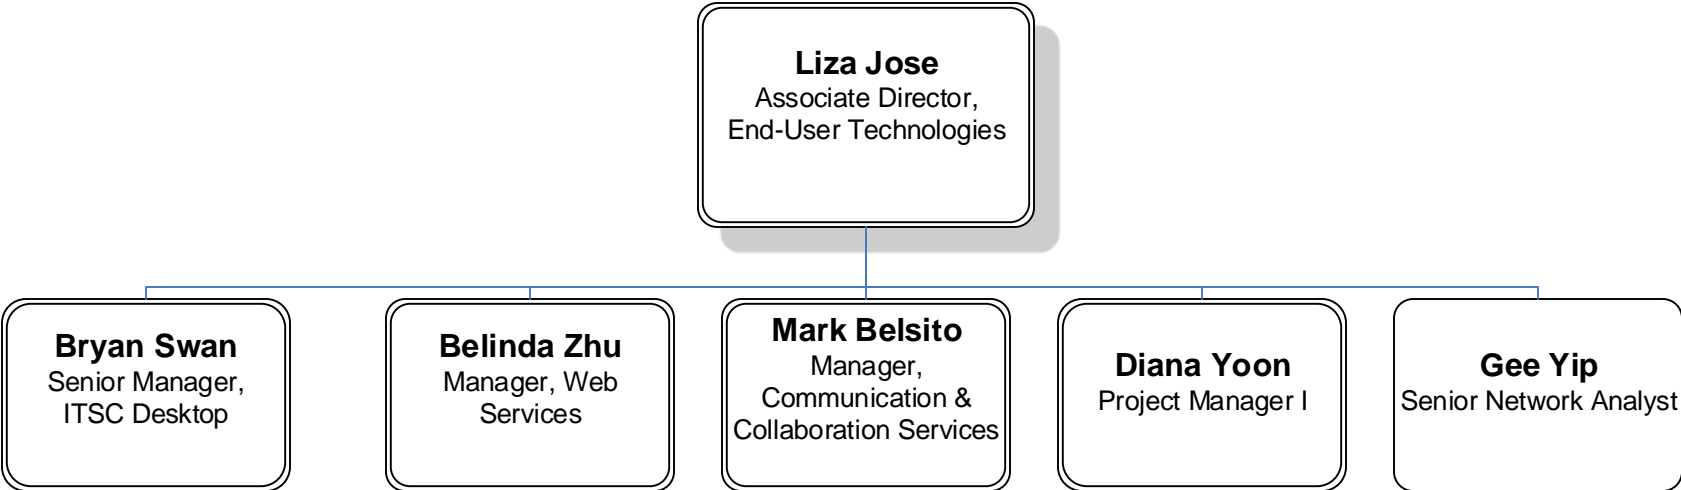 Liza Jose
Associate Director,
End-User Technologies
Bryan Swan
Senior Manager,
ITSC Desktop
Belinda Zhu
Manager, Web
Services
Mark Belsito
Manager,
Communication &
Collaboration Services
Diana Yoon
Project Manager I
Gee Yip
Senior Network Analyst